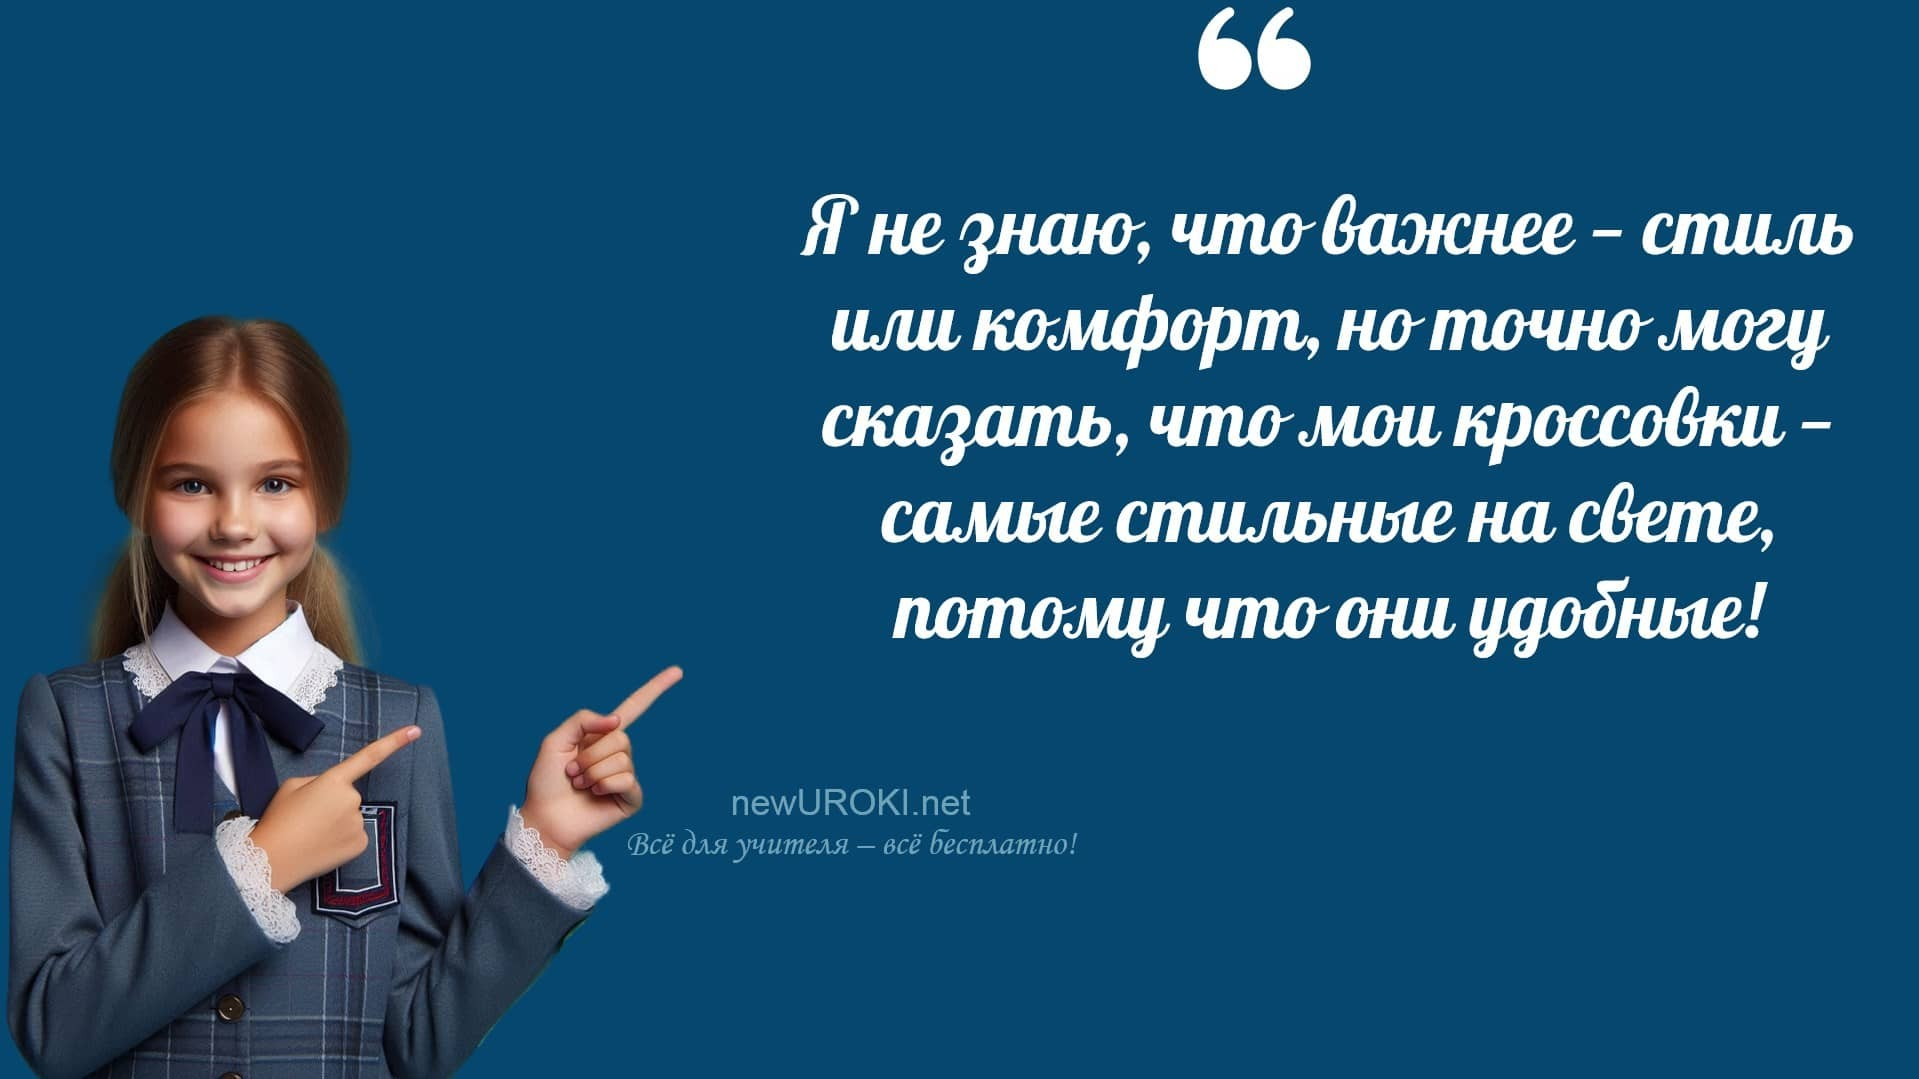 Я не знаю, что важнее – стиль
или комфорт, но точно могу
сказать, что мои кроссовки –
самые стильные на свете,
потому что они удобные!
newUROKI.net
Всё для учителя – всё бесплатно!